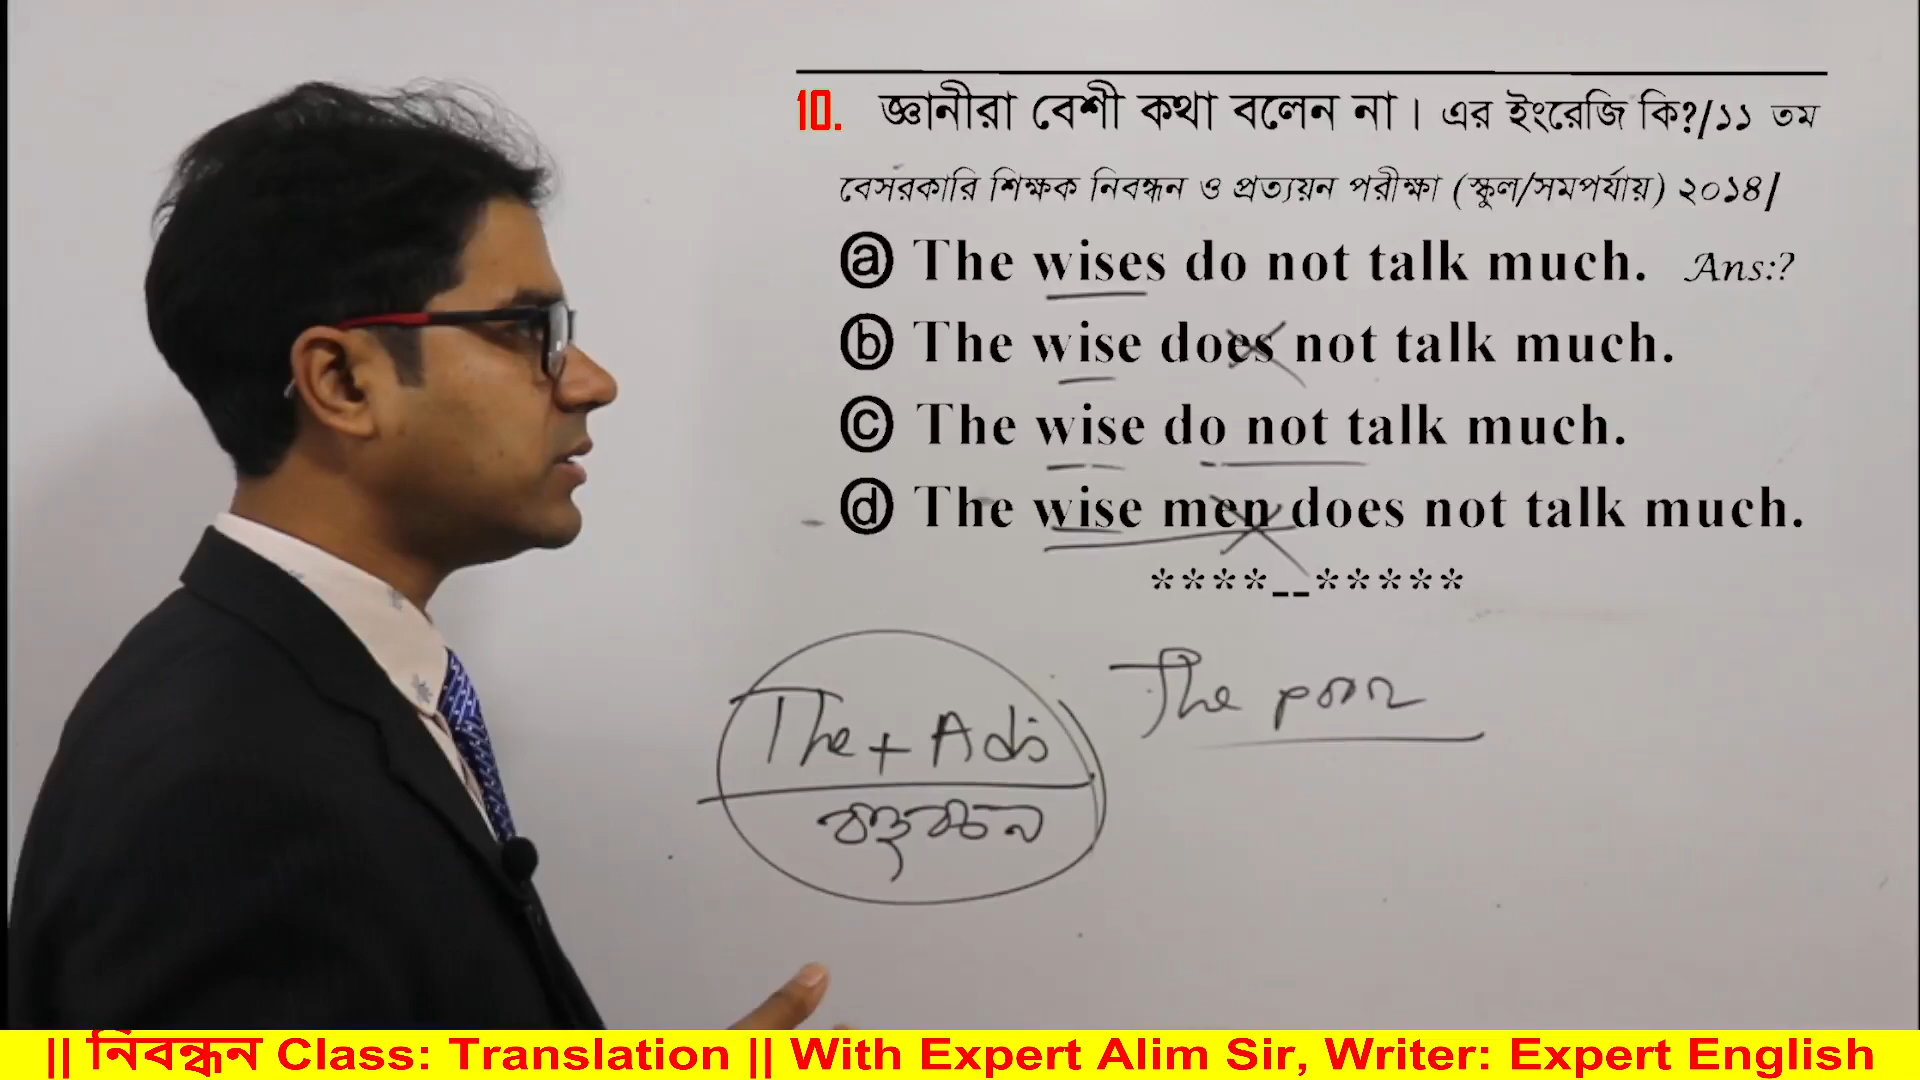 10. জ্ঞানীরা বেশী কথা বলেন না। এর ইংরেজি কি?/১১ তম
বেসরকারি শিক্ষক নিবন্ধন ও প্রত্যয়ন পরীক্ষা (স্কুল/সমপর্যায়) ২০১৪/
ⓐ The wises do not talk much. Ans:?
ⓑ The wise does not talk much.
ⓒ The wise do not talk much.
ⓓ The wise men does not talk much.
****--*****
The + Adj
বহুবচন
The poor
|| নিবন্ধন Class: Translation || With Expert Alim Sir, Writer: Expert English